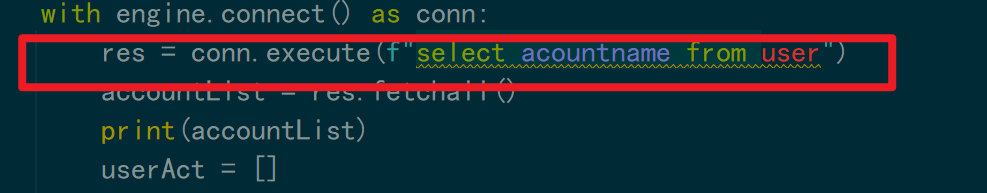 with engine.connect() as conn:
res = conn.execute(f"select acountname from user")
accountList = res.fetchall()
print(accountList)
userAct = []